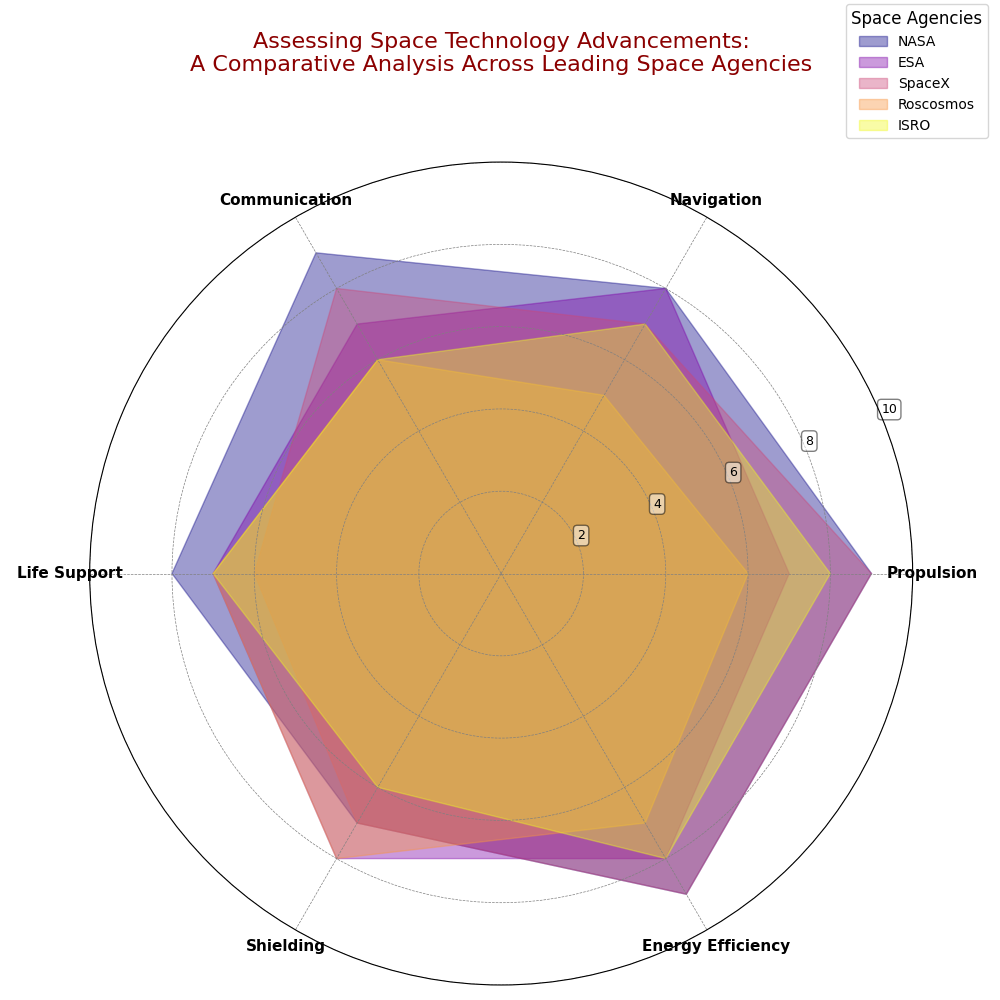 Assessing Space Technology Advancements:
A Comparative Analysis Across Leading Space Agencies
Space Agencies
NASA
ESA
SpaceX
Roscosmos
ISRO
Communication
Navigation
10
8
6
4
2
Life Support
Propulsion
Shielding
Energy Efficiency